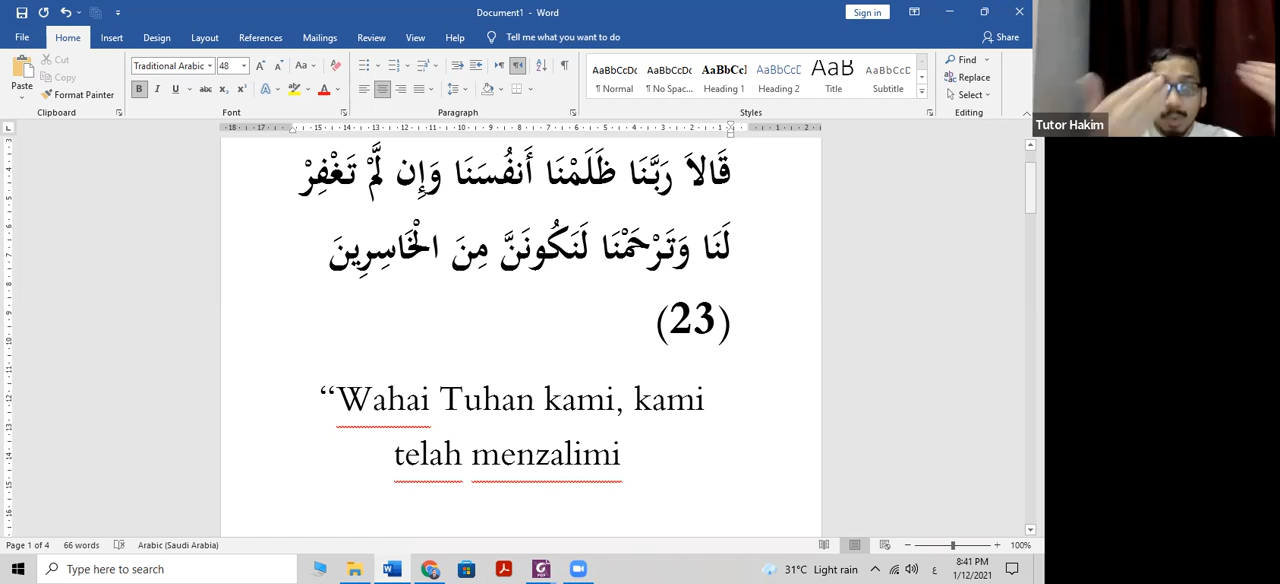 Document1 - Word
Sign in
File Home Insert Design Layout References Mailings Review View Help Tell me what you want to do Share
Paste
Cut
Copy
Format Painter
Clipboard
Traditional Arabic 48
Font
Paragraph
AaBbCcDc AaBbCcDc AaBbCc AaBbCcD AaB AaBbCcD
¶ Normal ¶ No Spac... Heading 1 Heading 2 Title Subtitle
Styles
Find
Replace
Select
Editing
Tutor Hakim
قَالاَ رَبَّنَا ظَلَمْنَا أَنفُسَنَا وَإِن لَّمْ تَغْفِرْ
لَنَا وَتَرْحَمْنَا لَنَكُونَنَّ مِنَ الْخَاسِرِينَ
(23)
“Wahai Tuhan kami, kami
telah menzalimi
Page 1 of 4 66 words Arabic (Saudi Arabia) 100%
Type here to search
31°C Light rain
ع
8:41 PM
1/12/2021